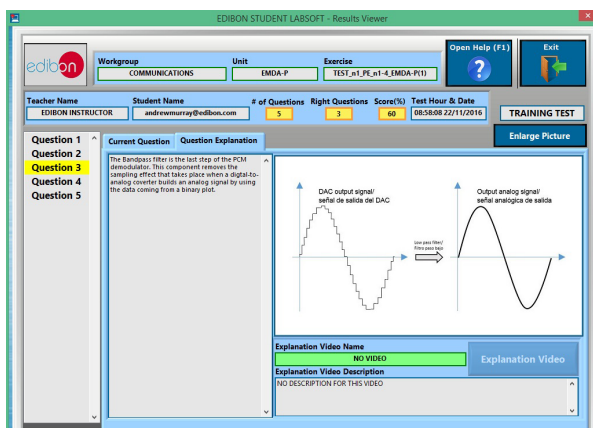 EDIBON STUDENT LABSOFT - Results Viewer
edibon
Workgroup
COMMUNICATIONS
Unit
EMDA-P
Exercise
TEST_n1_PE_n1-4_EMDA-P(1)
Open Help (F1)
?
Exit
Teacher Name
EDIBON INSTRUCTOR
Student Name
andrewmurray@edibon.com
# of Questions
5
Right Questions
3
Score(%)
60
Test Hour & Date
08:58:08 22/11/2016
TRAINING TEST
Question 1
Question 2
Question 3
Question 4
Question 5
Current Question
Question Explanation
Enlarge Picture
The Bandpass filter is the last step of the PCM
demodulator. This component removes the
sampling effect that takes place when a digtal-to-
analog coverter builds an analog signal by using
the data coming from a binary plot.
DAC output signal/
señal de salida del DAC
Low pass filter/
Filtro paso bajo
Output analog signal/
señal analógica de salida
Explanation Video Name
NO VIDEO
Explanation Video
Explanation Video Description
NO DESCRIPTION FOR THIS VIDEO